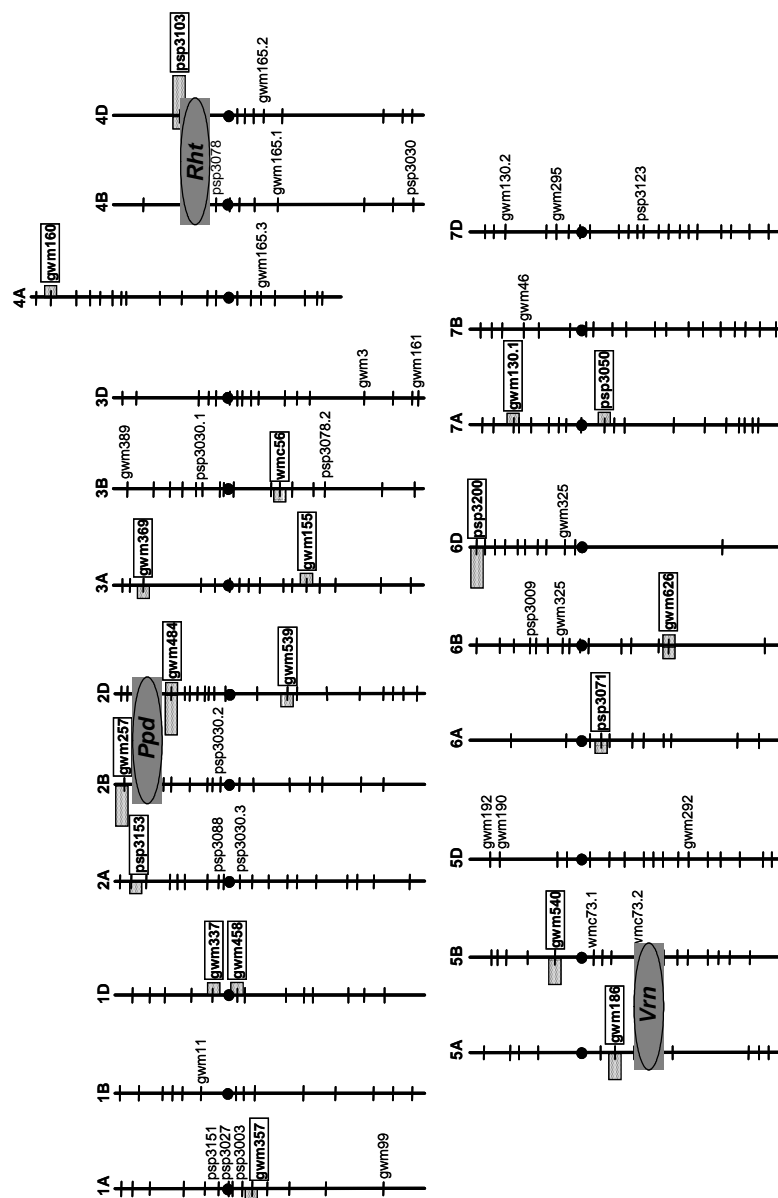 1A
psp3151
psp3027
psp3003
gwm357
gwm99
1B
gwm11
1D
gwm337
gwm458
2A
psp3153
psp3088
psp3030.3
2B
gwm257
psp3030.2
Ppd
2D
gwm484
gwm539
3A
gwm369
gwm155
3B
gwm389
psp3030.1
wmc56
psp3078.2
3D
gwm3
gwm161
4A
gwm160
gwm165.3
4B
psp3078
gwm165.1
psp3030
Rht
4D
psp3103
gwm165.2
5A
gwm186
Vrn
5B
gwm540
wmc73.1
wmc73.2
5D
gwm192
gwm190
gwm292
6A
psp3071
6B
psp3009
gwm325
gwm626
6D
psp3200
gwm325
7A
gwm130.1
psp3050
7B
gwm46
7D
gwm130.2
gwm295
psp3123